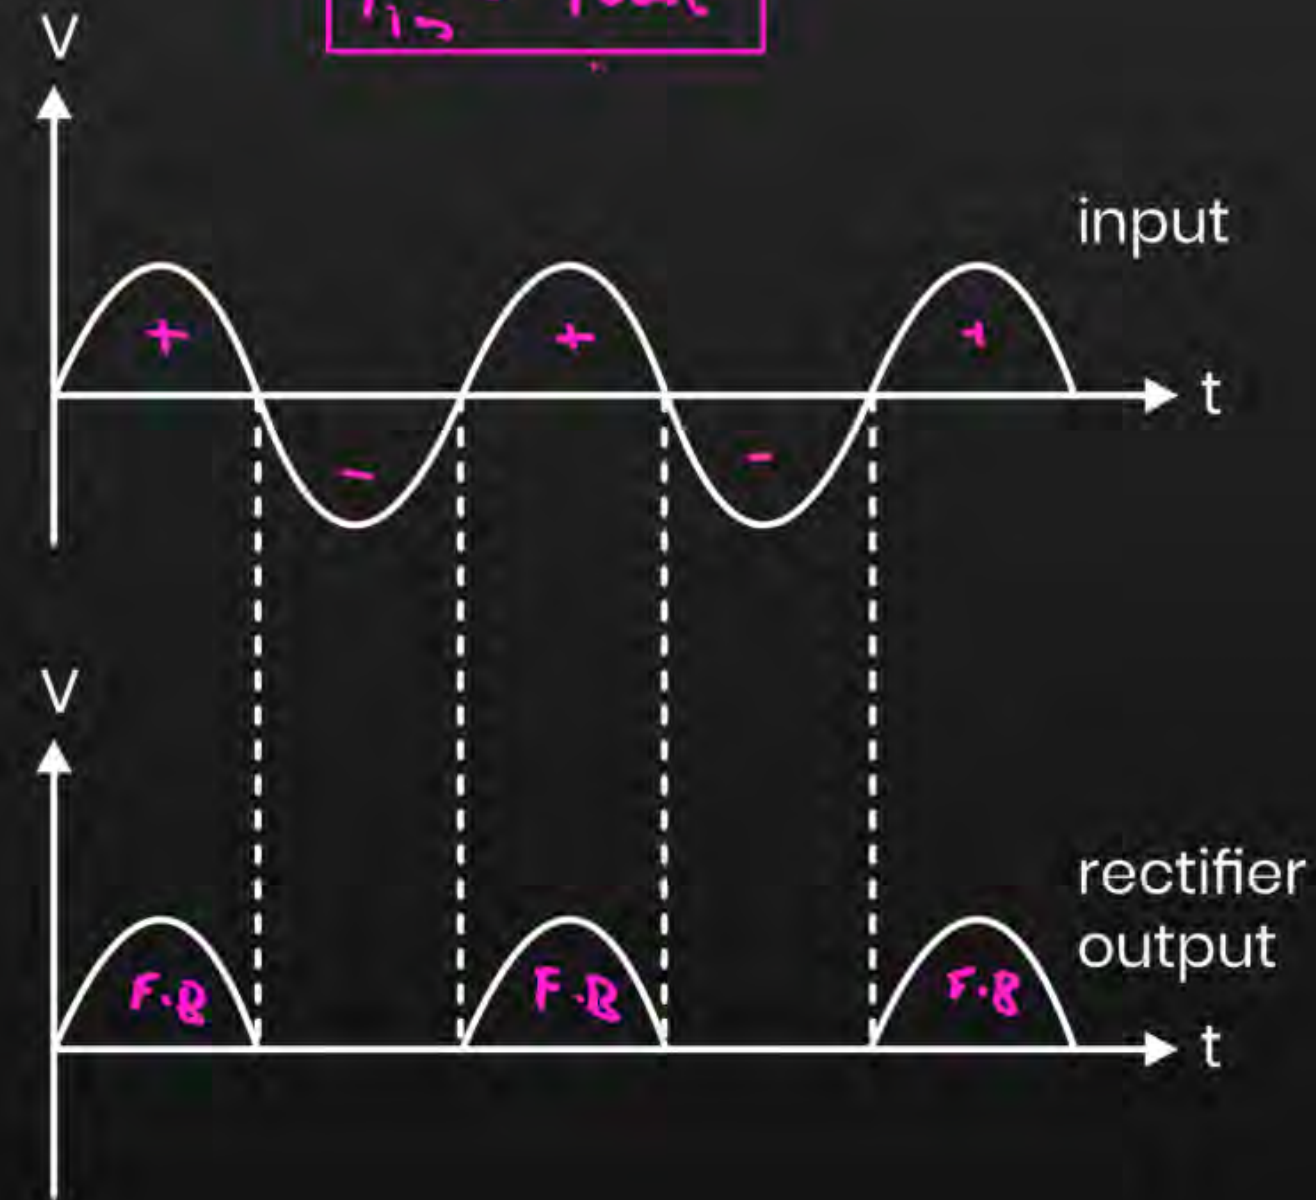 V
input
+
+
+
t
-
-
V
rectifier
output
F.B
F.B
F.B
t